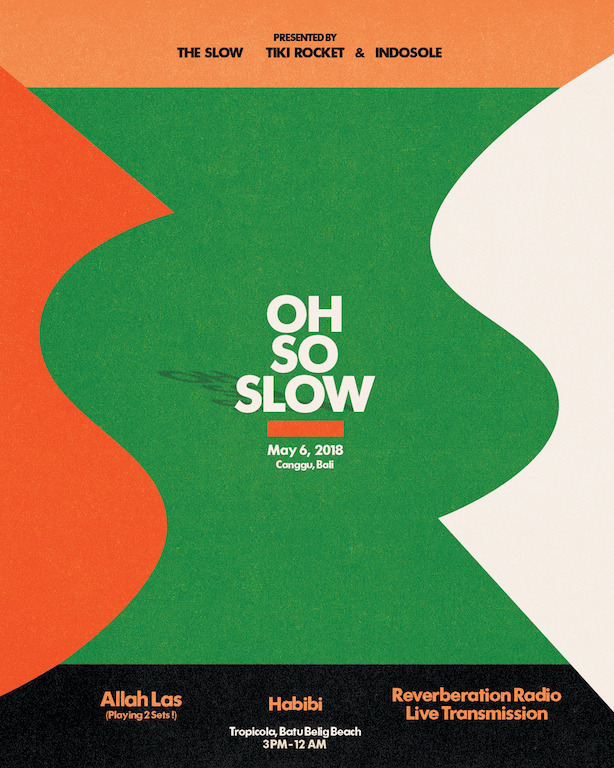 PRESENTED BY
THE SLOW TIKI ROCKET & INDOSOLE
OH
SO
SLOW
May 6, 2018
Canggu, Bali
Allah Las
(Playing 2 Sets !)
Habibi
Reverberation Radio
Live Transmission
Tropicola, Batu Belig Beach
3PM-12 AM